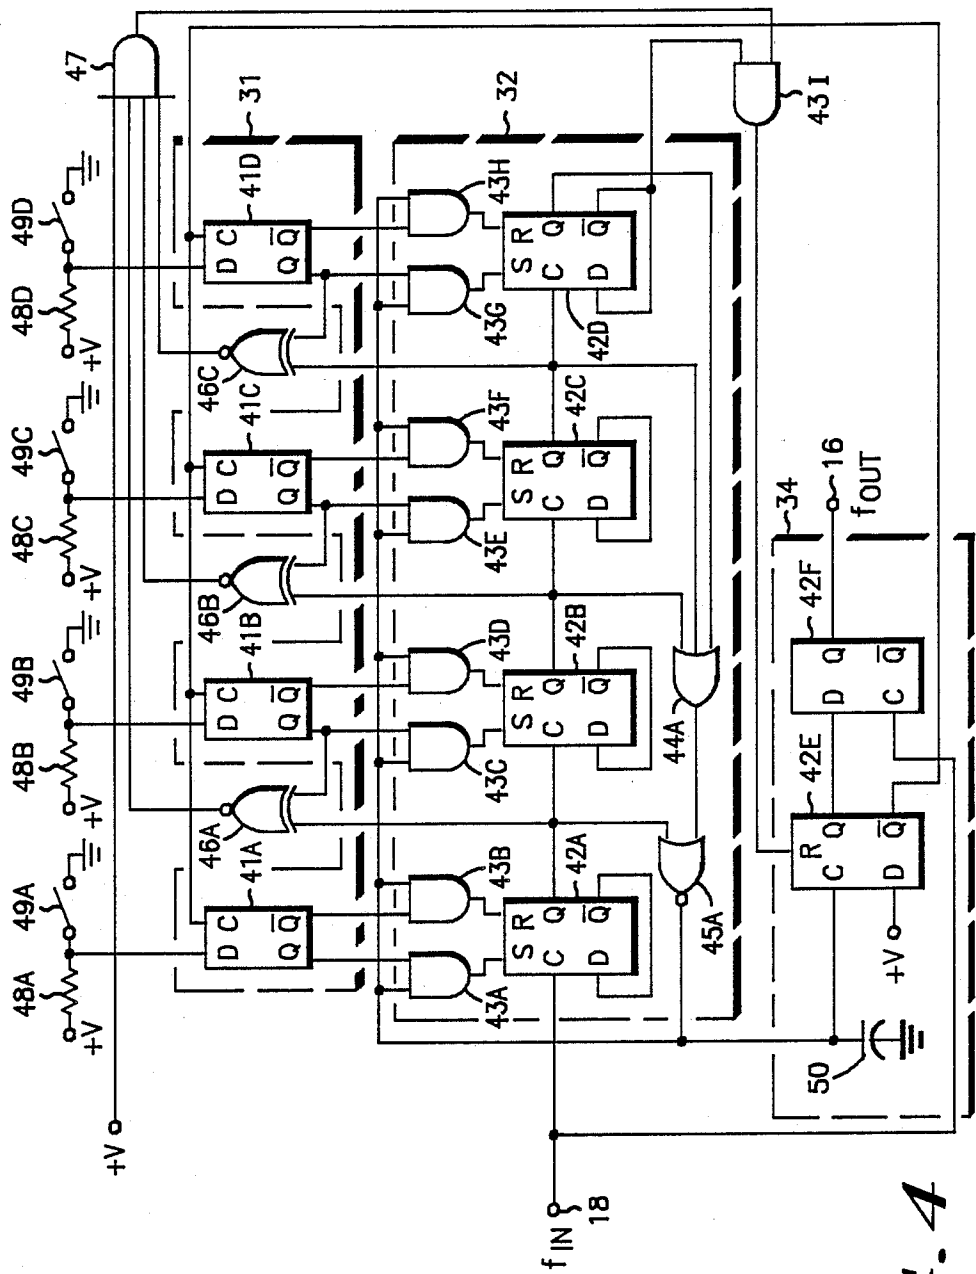 47
49D
49C
49B
49A
48D
48C
48B
48A
+V
+V
+V
+V
+V
31
41D
D C
Q̅
Q
46C
41C
D C
Q̅
Q
46B
41B
D C
Q̅
Q
46A
41A
D C
Q̅
Q
32
43H
43G
43F
43E
43D
43C
43B
43A
S R
C Q
D Q̅
42D
S R
C Q
D Q̅
42C
S R
C Q
D Q̅
42B
S R
C Q
D Q̅
42A
44A
45A
43I
34
16
fOUT
42F
D Q
C Q̅
42E
R
C Q
D Q̅
+V
50
fIN
18
4